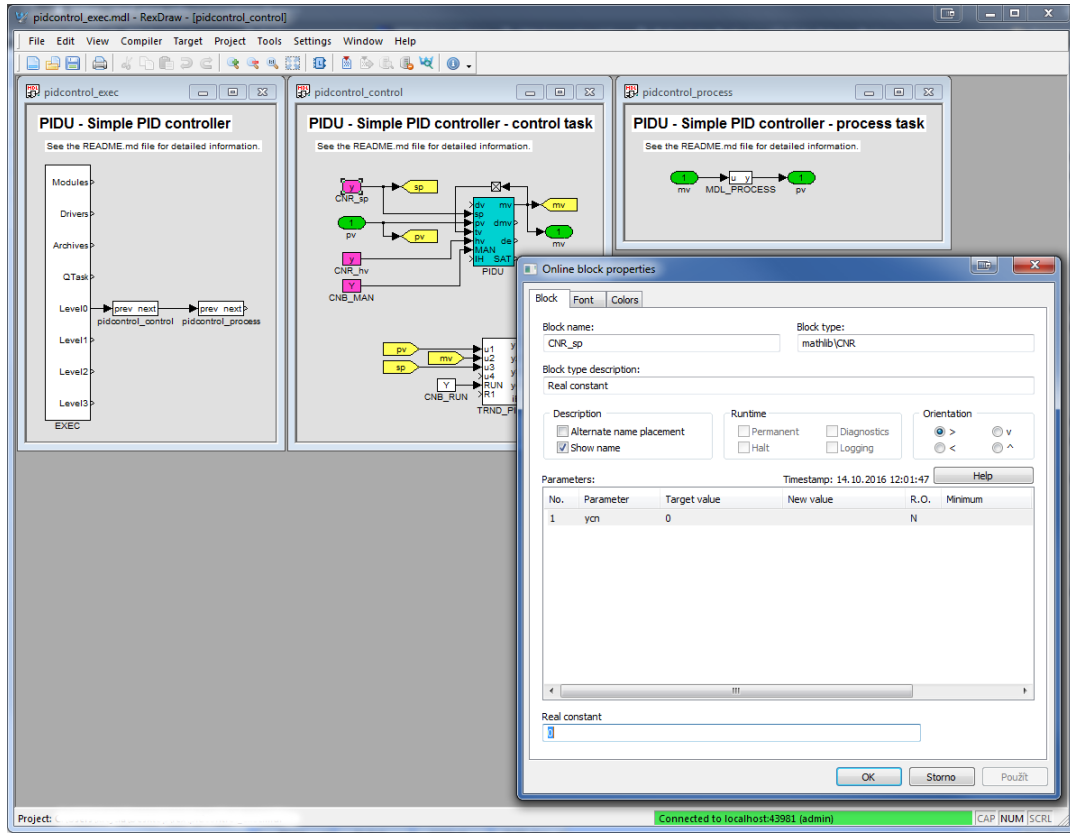 pidcontrol_exec.mdl - RexDraw - [pidcontrol_control]
File Edit View Compiler Target Project Tools Settings Window Help
pidcontrol_exec
PIDU - Simple PID controller
See the README.md file for detailed information.
Modules
Drivers
Archives
QTask
Level0
prev next
prev next
pidcontrol_control
pidcontrol_process
Level1
Level2
Level3
EXEC
pidcontrol_control
PIDU - Simple PID controller - control task
See the README.md file for detailed information.
y
sp
CNR_sp
1
pv
pv
y
CNR_hv
Y
CNB_MAN
dv mv
sp
pv dmv
tv
hv de
MAN
IH SAT
PIDU
mv
1
mv
pv
mv
sp
Y
CNB_RUN
u1 y
u2 y
u3 y
u4 y
RUN y
R1
TRND_PI
pidcontrol_process
PIDU - Simple PID controller - process task
See the README.md file for detailed information.
1
mv
u y
MDL_PROCESS
1
pv
Online block properties
Block Font Colors
Block name:
Block type:
CNR_sp
mathlib\CNR
Block type description:
Real constant
Description
Alternate name placement
Show name
Runtime
Permanent
Diagnostics
Halt
Logging
Orientation
> v
< ^
Parameters:
Timestamp: 14.10.2016 12:01:47
Help
No. Parameter Target value New value R.O. Minimum
1 ycn 0 N
Real constant
0
OK Storno Použít
Project:
Connected to localhost:43981 (admin)
CAP NUM SCRL